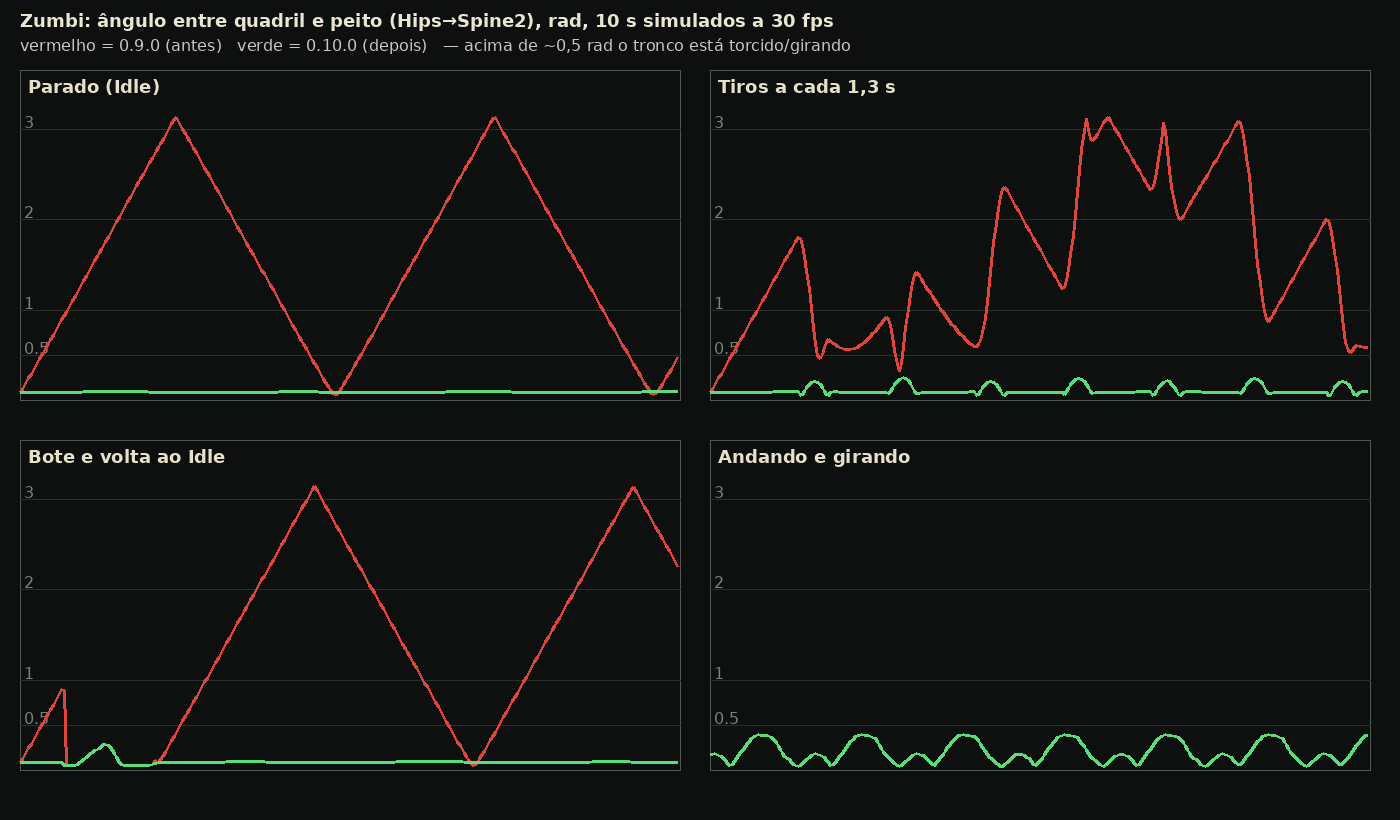 Zumbi: ângulo entre quadril e peito (Hips→Spine2), rad, 10 s simulados a 30 fps
vermelho = 0.9.0 (antes) verde = 0.10.0 (depois) — acima de ~0,5 rad o tronco está torcido/girando
Parado (Idle)
3
2
1
0.5
Tiros a cada 1,3 s
3
2
1
0.5
Bote e volta ao Idle
3
2
1
0.5
Andando e girando
3
2
1
0.5